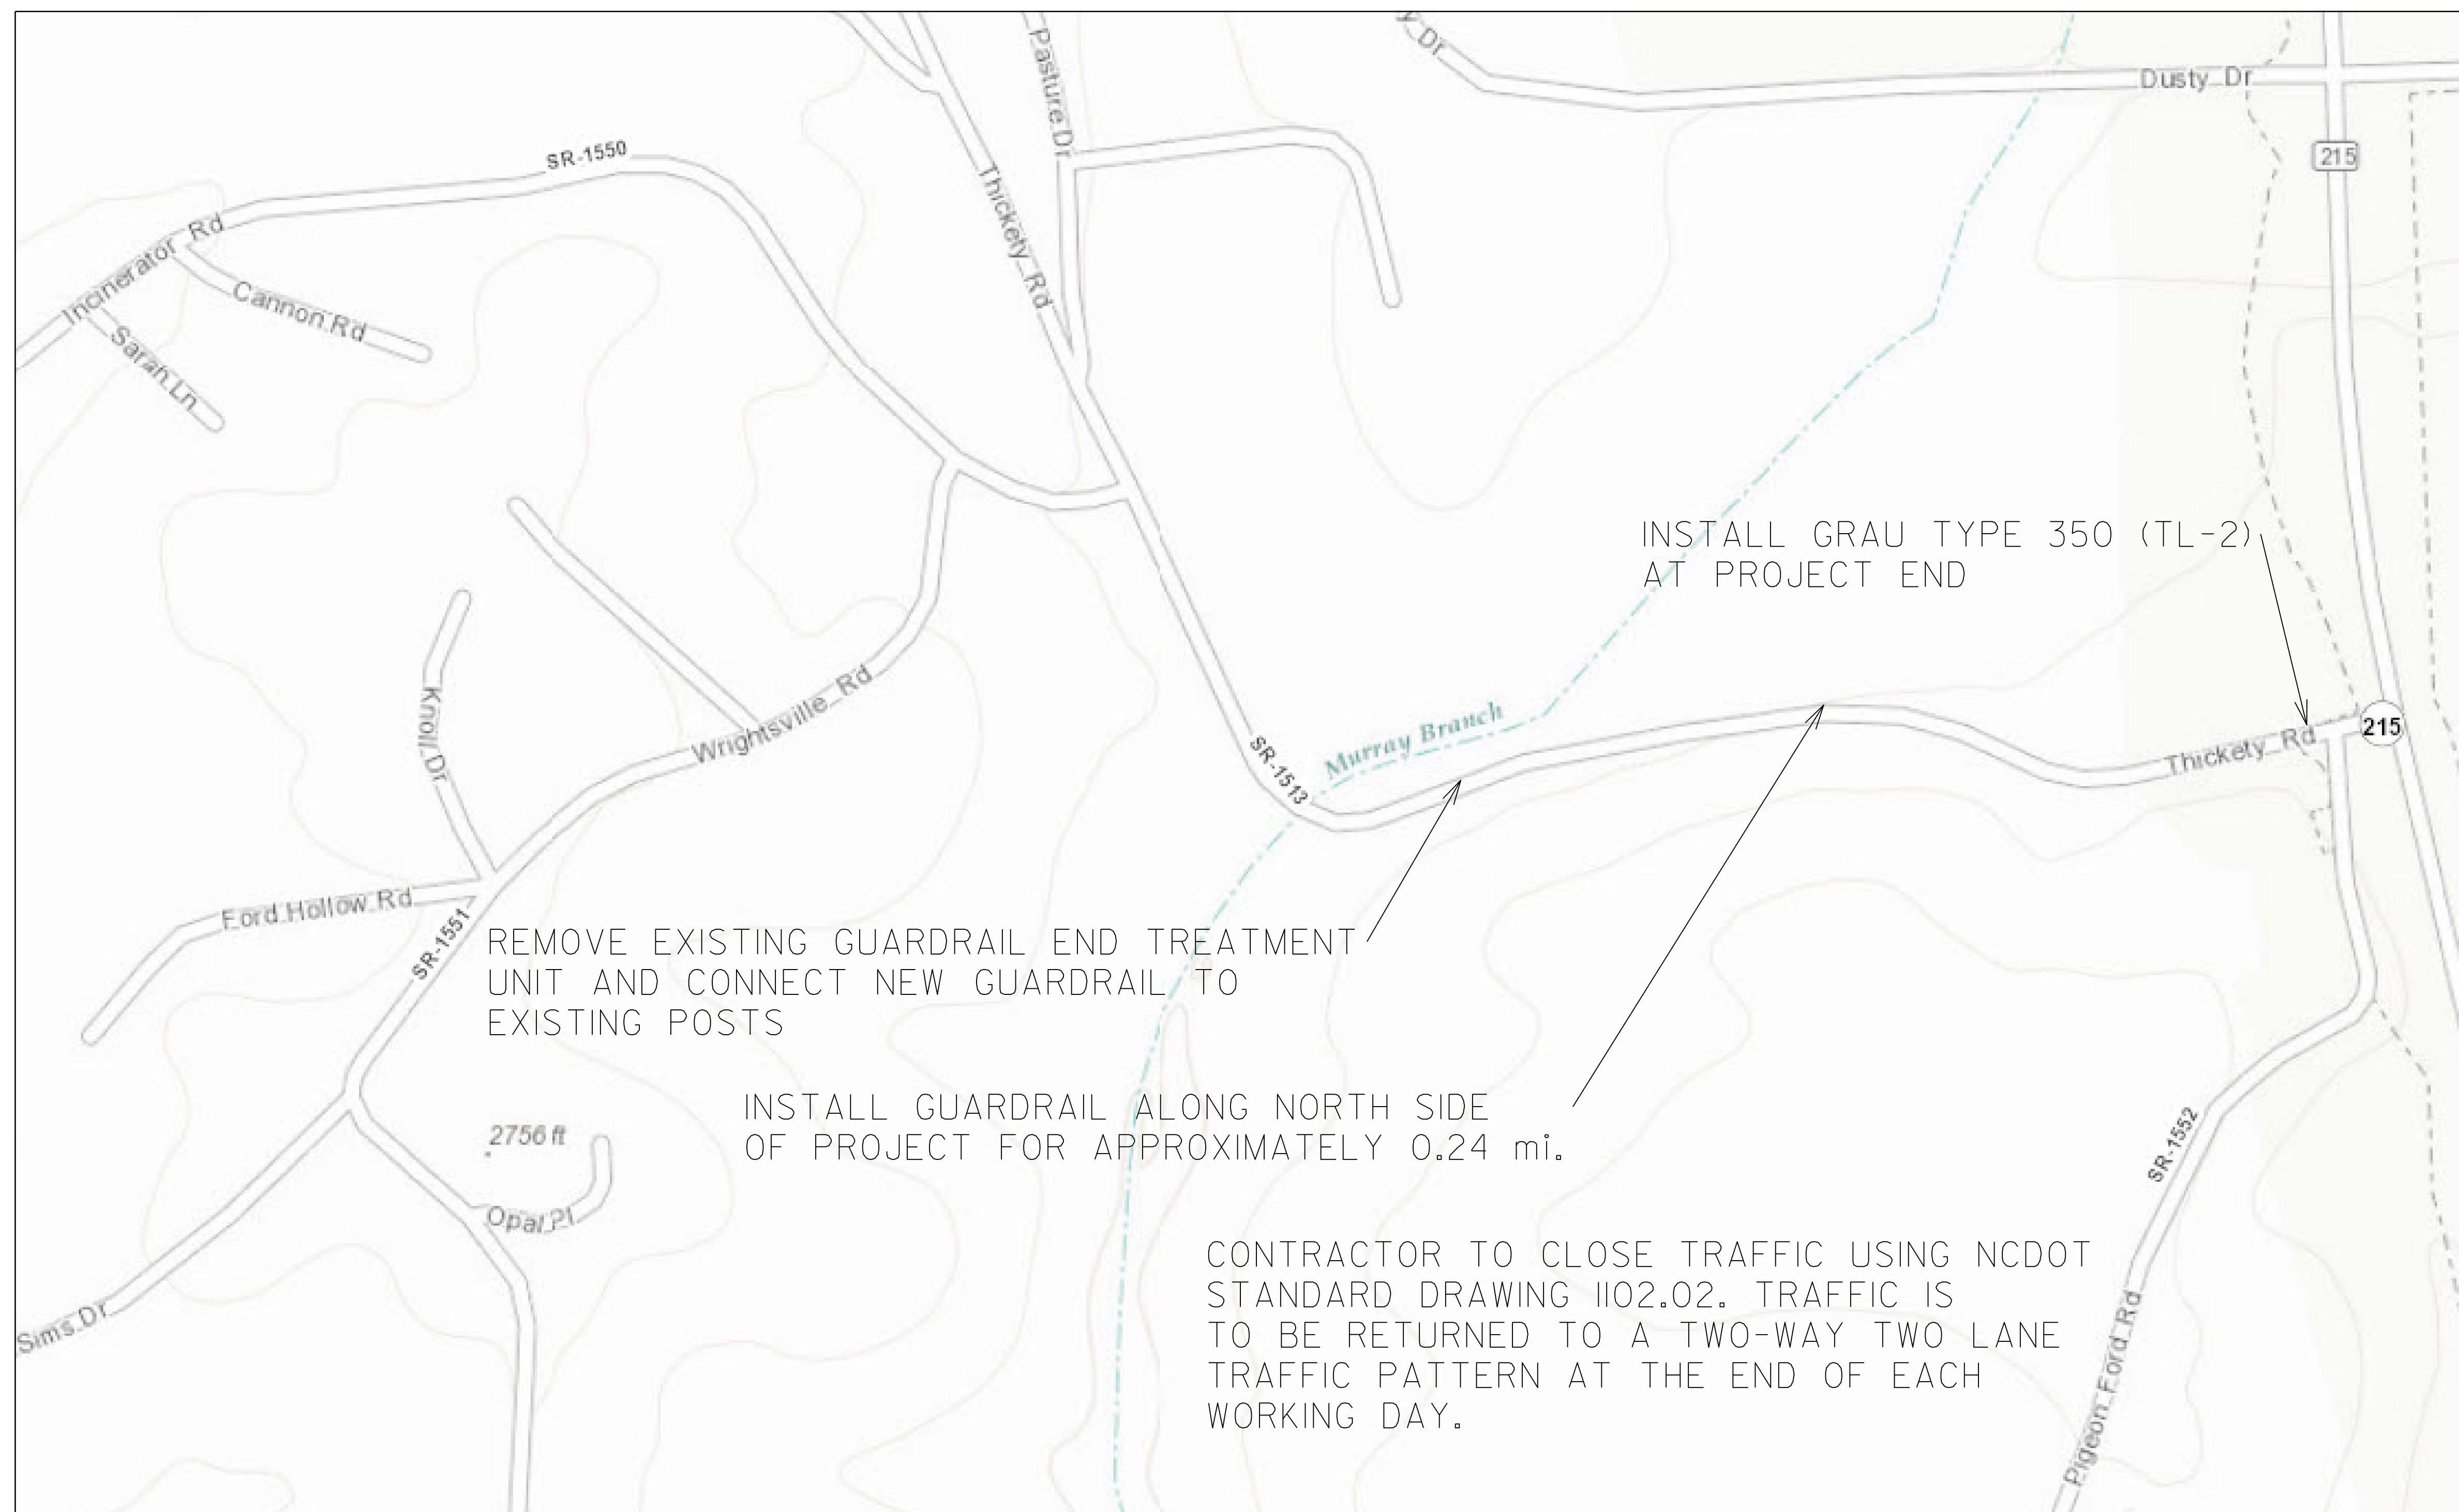 y Dr
Pasture Dr
Dusty Dr
SR-1550
215
Thickety Rd
Incinerator Rd
Cannon Rd
Sarah Ln
INSTALL GRAU TYPE 350 (TL-2)
AT PROJECT END
Knoll Dr
Wrightsville Rd
Murray Branch
SR-1513
Thickety Rd
215
Ford Hollow Rd
SR-1551
REMOVE EXISTING GUARDRAIL END TREATMENT
UNIT AND CONNECT NEW GUARDRAIL TO
EXISTING POSTS
INSTALL GUARDRAIL ALONG NORTH SIDE
OF PROJECT FOR APPROXIMATELY 0.24 mi.
2756 ft
SR-1552
Opal Pl
CONTRACTOR TO CLOSE TRAFFIC USING NCDOT
STANDARD DRAWING 1102.02. TRAFFIC IS
TO BE RETURNED TO A TWO-WAY TWO LANE
TRAFFIC PATTERN AT THE END OF EACH
WORKING DAY.
Sims Dr
Pigeon Ford Rd